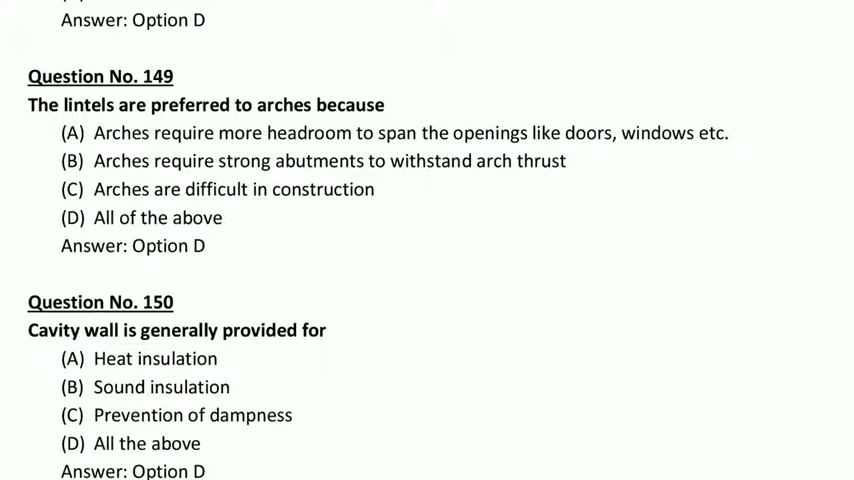 Answer: Option D
Question No. 149
The lintels are preferred to arches because
(A) Arches require more headroom to span the openings like doors, windows etc.
(B) Arches require strong abutments to withstand arch thrust
(C) Arches are difficult in construction
(D) All of the above
Answer: Option D
Question No. 150
Cavity wall is generally provided for
(A) Heat insulation
(B) Sound insulation
(C) Prevention of dampness
(D) All the above
Answer: Option D